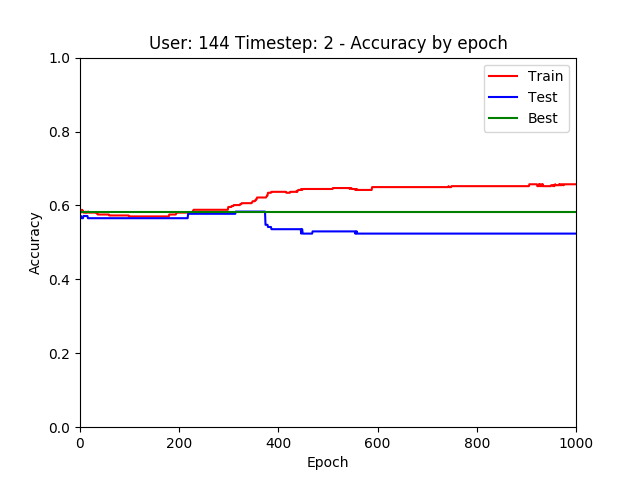 User: 144 Timestep: 2 - Accuracy by epoch
1.0
0.8
0.6
0.4
0.2
0.0
Accuracy
Train
Test
Best
0 200 400 600 800 1000
Epoch